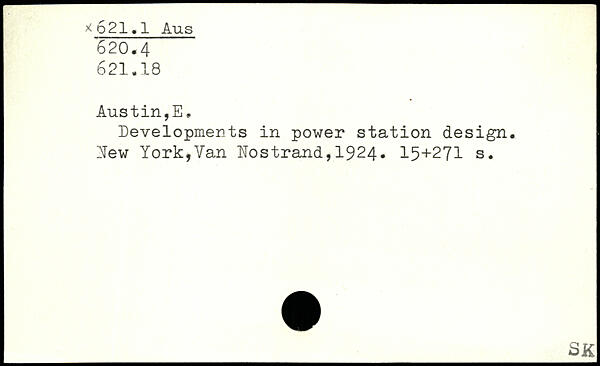 x 621.1 Aus
620.4
621.18
Austin,E.
Developments in power station design.
New York,Van Nostrand,1924. 15+271 s.
SK